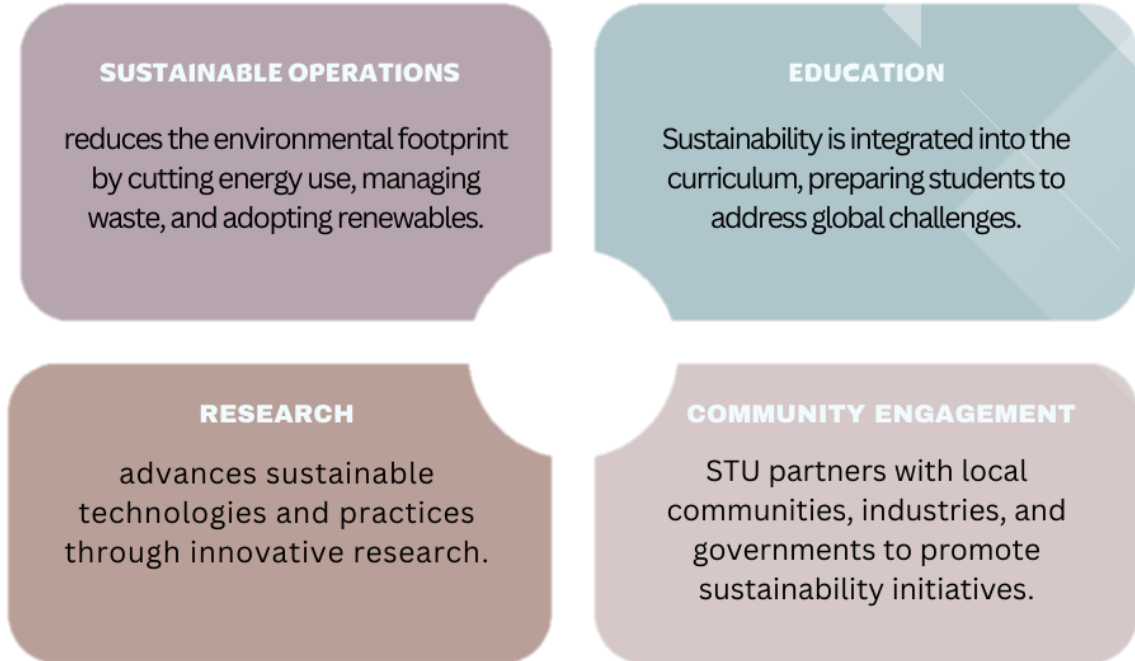 SUSTAINABLE OPERATIONS
reduces the environmental footprint
by cutting energy use, managing
waste, and adopting renewables.
EDUCATION
Sustainability is integrated into the
curriculum, preparing students to
address global challenges.
RESEARCH
advances sustainable
technologies and practices
through innovative research.
COMMUNITY ENGAGEMENT
STU partners with local
communities, industries, and
governments to promote
sustainability initiatives.